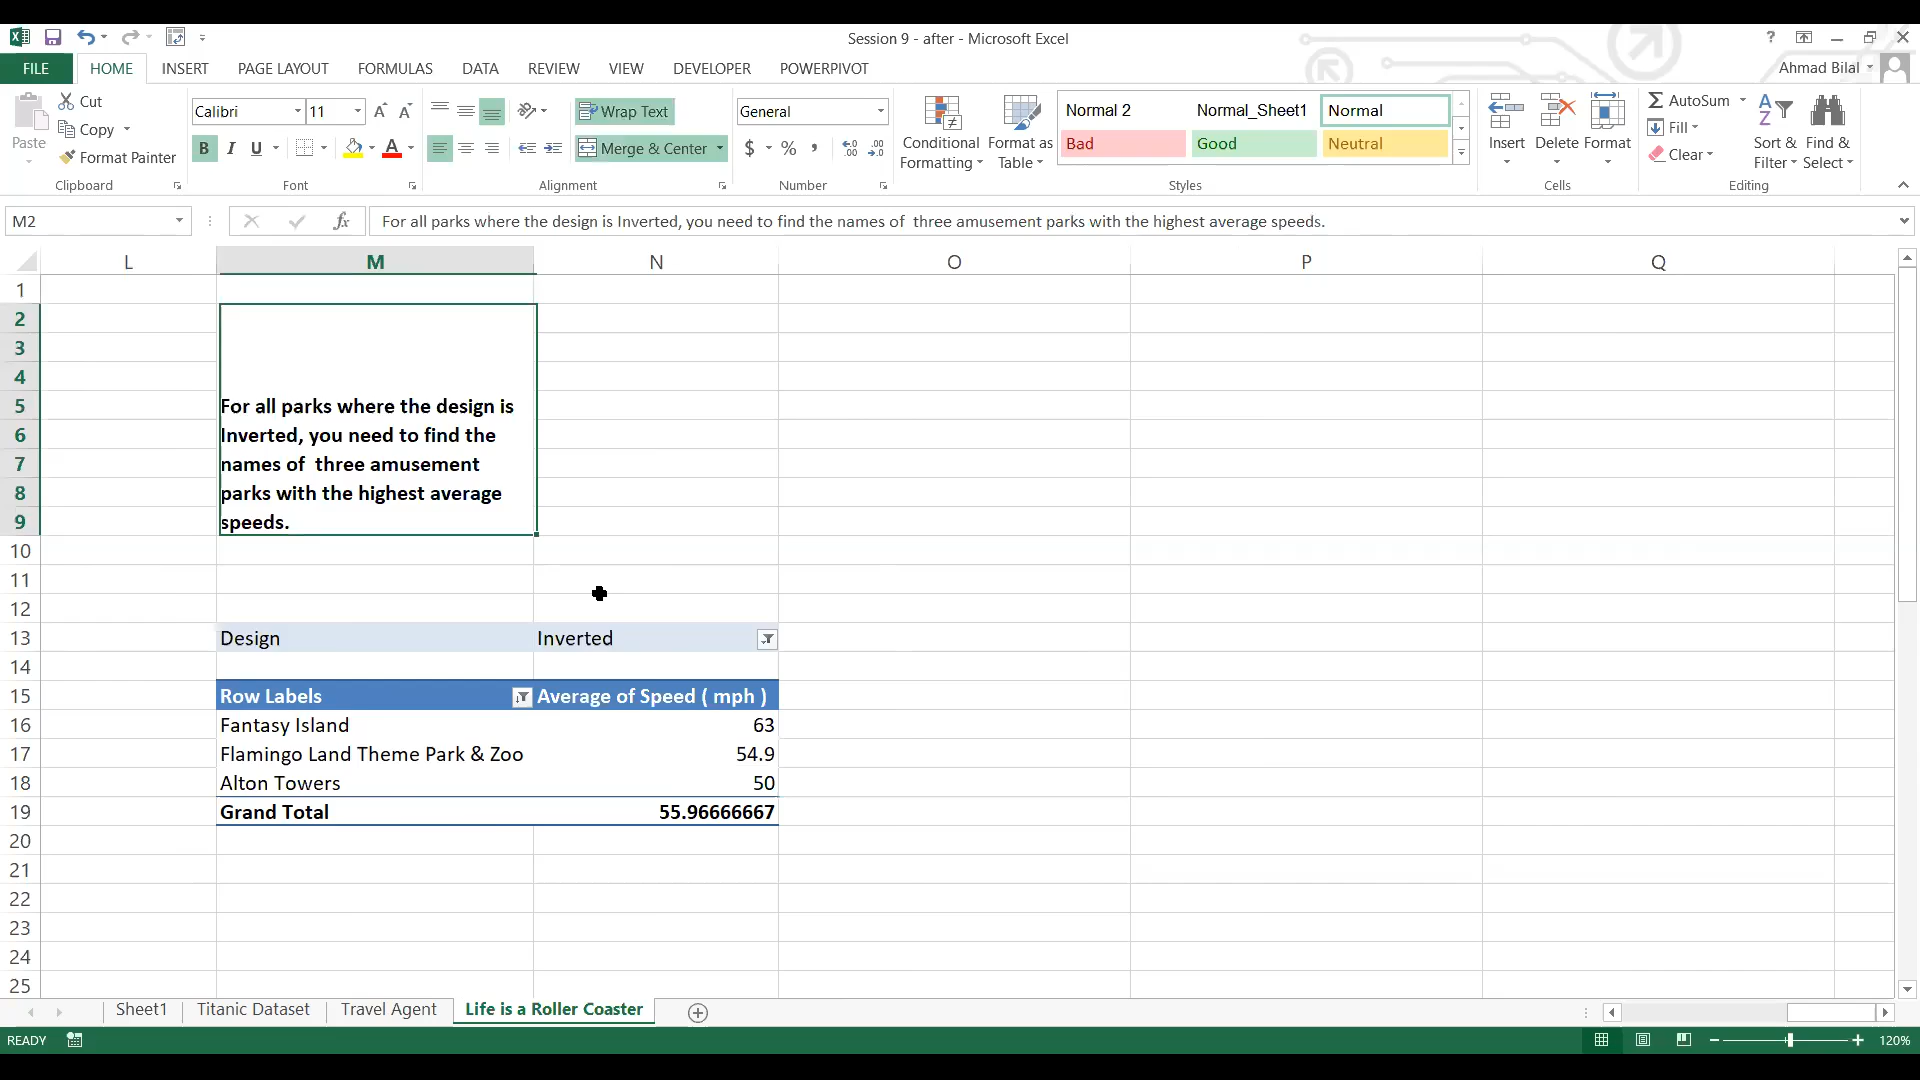 Session 9 - after - Microsoft Excel
?
FILE HOME INSERT PAGE LAYOUT FORMULAS DATA REVIEW VIEW DEVELOPER POWERPIVOT
Ahmad Bilal
Paste
Cut
Copy
Format Painter
Clipboard
Calibri 11
B I U A
Font
Wrap Text
Merge & Center
Alignment
General
$ % ,
Number
Conditional Formatting
Format as Table
Normal 2 Normal_Sheet1 Normal
Bad Good Neutral
Styles
Insert Delete Format
Cells
AutoSum
Fill
Clear
Sort & Filter
Find & Select
Editing
M2
fx
For all parks where the design is Inverted, you need to find the names of  three amusement parks with the highest average speeds.
L M N O P Q
1
2
3
4
5 For all parks where the design is
6 Inverted, you need to find the
7 names of  three amusement
8 parks with the highest average
9 speeds.
10
11
12
13 Design Inverted
14
15 Row Labels Average of Speed ( mph )
16 Fantasy Island 63
17 Flamingo Land Theme Park & Zoo 54.9
18 Alton Towers 50
19 Grand Total 55.96666667
20
21
22
23
24
25
Sheet1 Titanic Dataset Travel Agent Life is a Roller Coaster
READY
120%